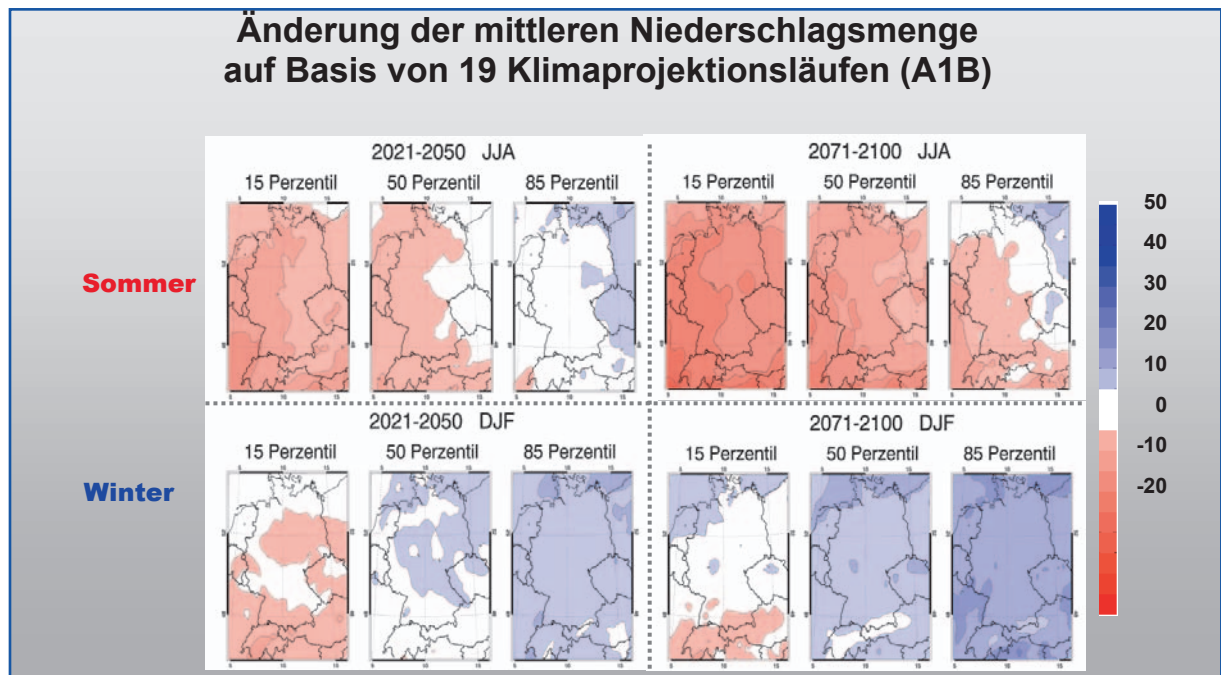 Änderung der mittleren Niederschlagsmenge
auf Basis von 19 Klimaprojektionsläufen (A1B)
2021-2050 JJA
15 Perzentil 50 Perzentil 85 Perzentil
2071-2100 JJA
15 Perzentil 50 Perzentil 85 Perzentil
Sommer
2021-2050 DJF
15 Perzentil 50 Perzentil 85 Perzentil
2071-2100 DJF
15 Perzentil 50 Perzentil 85 Perzentil
Winter
50
40
30
20
10
0
-10
-20